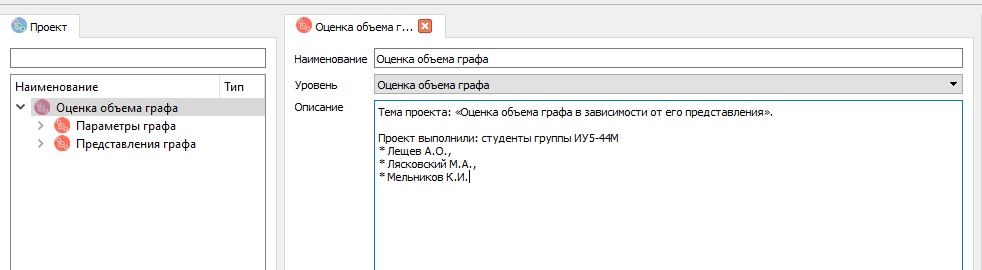 Проект
Наименование
Тип
Оценка объема графа
Параметры графа
Представления графа
Оценка объема г...
Наименование
Оценка объема графа
Уровень
Оценка объема графа
Описание
Тема проекта: «Оценка объема графа в зависимости от его представления».
Проект выполнили: студенты группы ИУ5-44М
* Лещев А.О.,
* Лясковский М.А.,
* Мельников К.И.